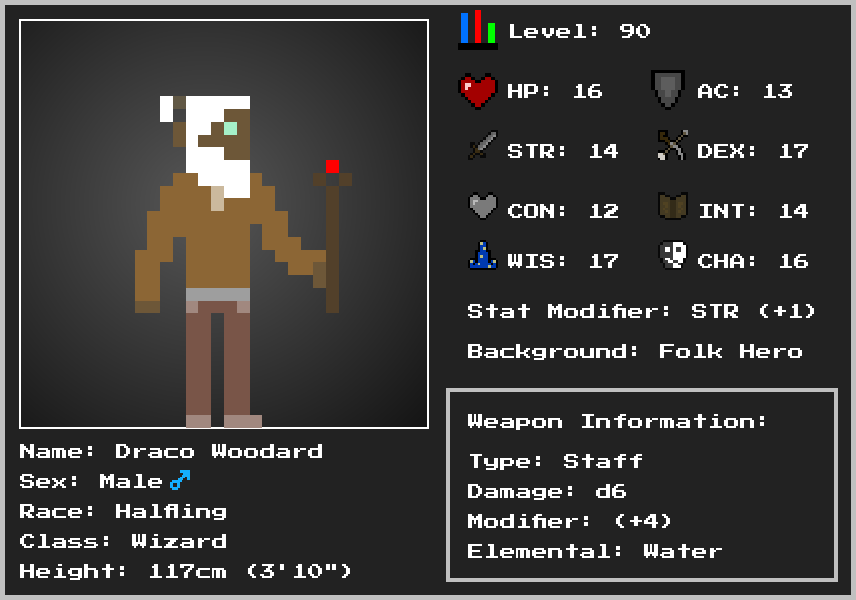 Level: 90
HP: 16
AC: 13
STR: 14
DEX: 17
CON: 12
INT: 14
WIS: 17
CHA: 16
Stat Modifier: STR (+1)
Background: Folk Hero
Weapon Information:
Type: Staff
Damage: d6
Modifier: (+4)
Elemental: Water
Name: Draco Woodard
Sex: Male ♂
Race: Halfling
Class: Wizard
Height: 117cm (3'10")